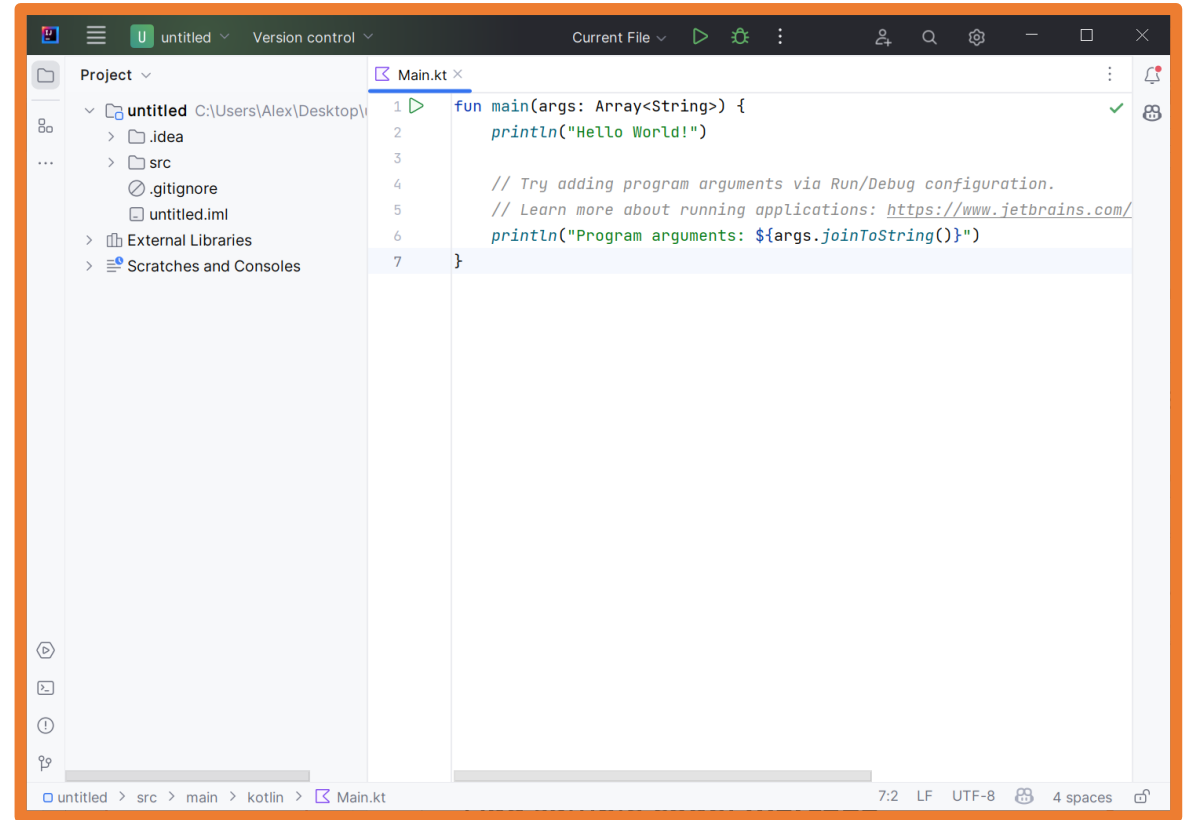 U untitled Version control Current File
Project
Main.kt
untitled C:\Users\Alex\Desktop\
.idea
src
.gitignore
untitled.iml
External Libraries
Scratches and Consoles
1 fun main(args: Array<String>) {
2 println("Hello World!")
3
4 // Try adding program arguments via Run/Debug configuration.
5 // Learn more about running applications: https://www.jetbrains.com/
6 println("Program arguments: ${args.joinToString()}")
7 }
untitled > src > main > kotlin > Main.kt
7:2 LF UTF-8 4 spaces